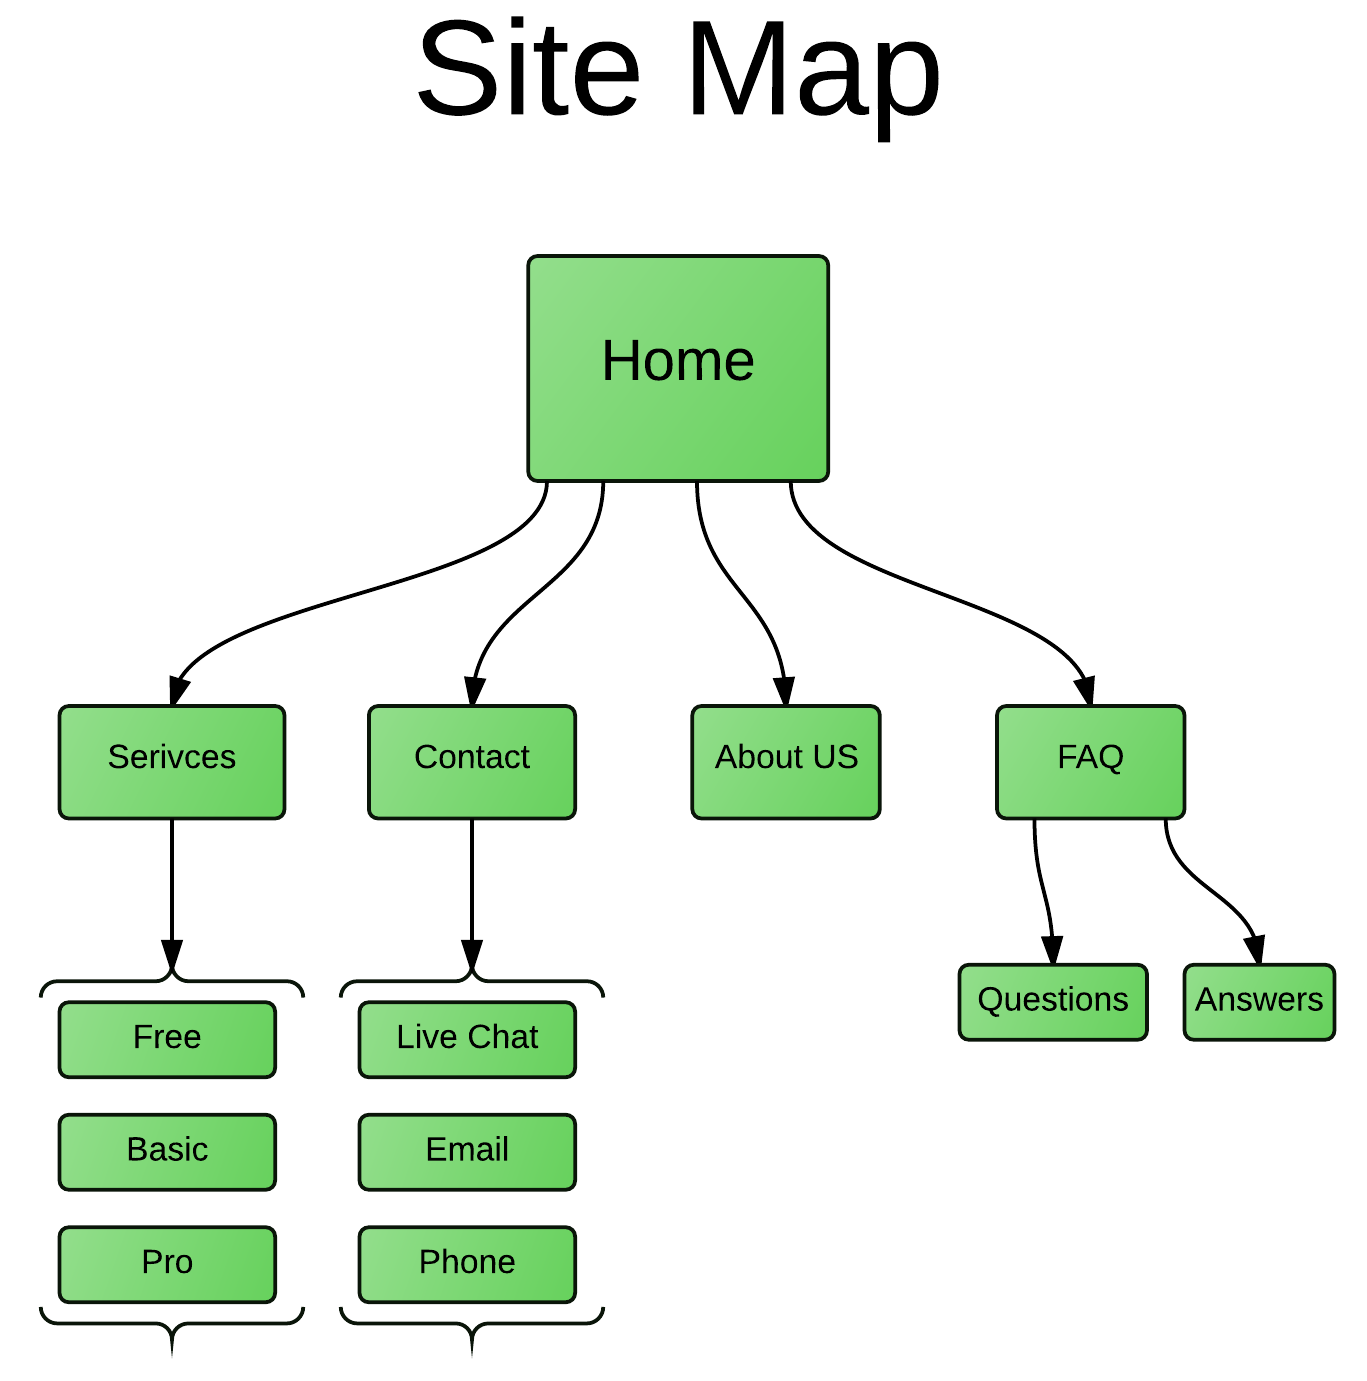 Site Map
Home
Serivces
Contact
About US
FAQ
Questions
Answers
Free
Live Chat
Basic
Email
Pro
Phone